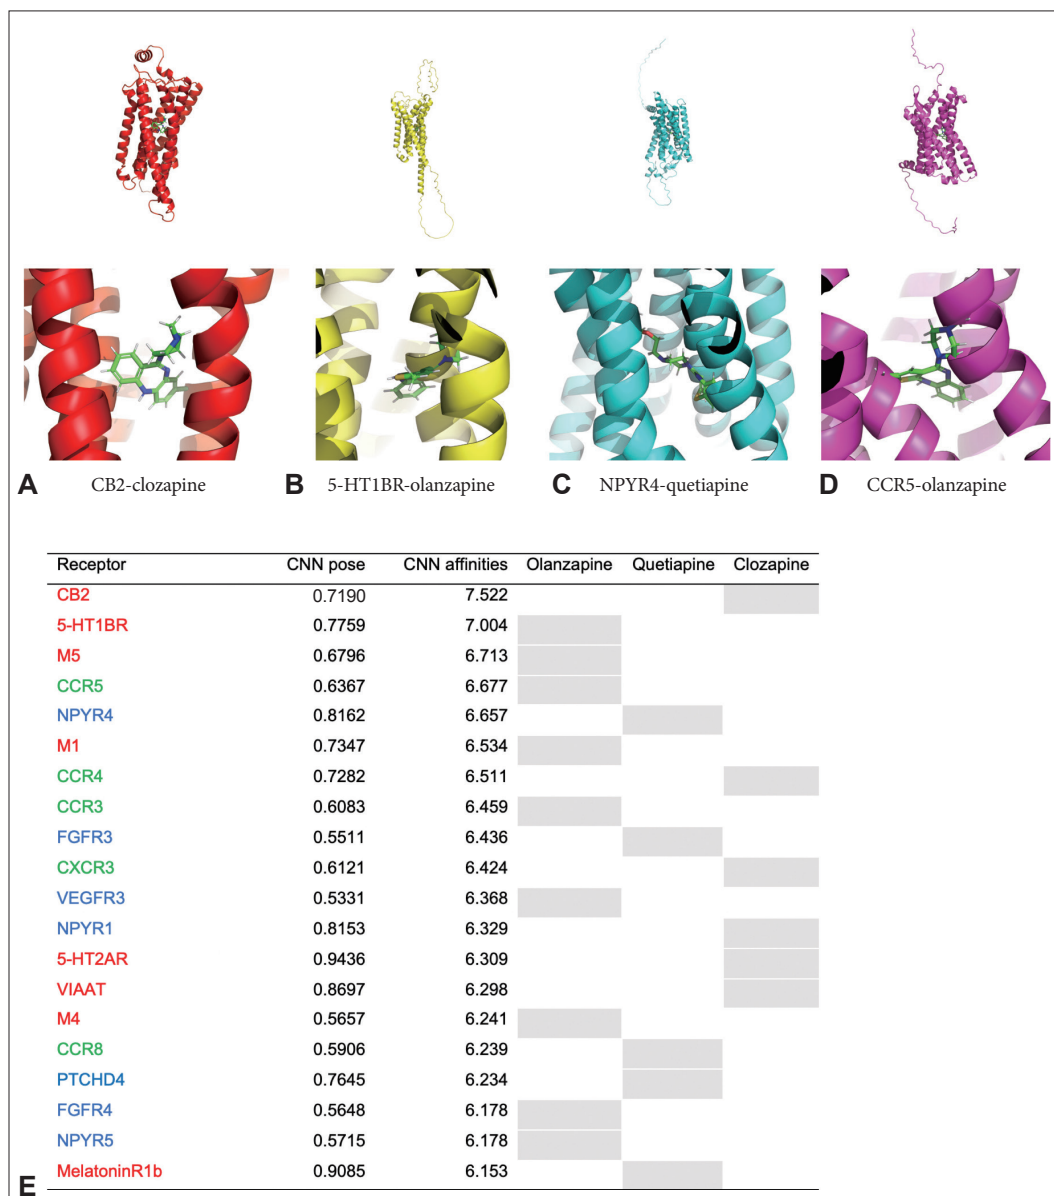 A CB2-clozapine B 5-HT1BR-olanzapine C NPYR4-quetiapine D CCR5-olanzapine
Receptor CNN pose CNN affinities Olanzapine Quetiapine Clozapine
CB2 0.7190 7.522
5-HT1BR 0.7759 7.004
M5 0.6796 6.713
CCR5 0.6367 6.677
NPYR4 0.8162 6.657
M1 0.7347 6.534
CCR4 0.7282 6.511
CCR3 0.6083 6.459
FGFR3 0.5511 6.436
CXCR3 0.6121 6.424
VEGFR3 0.5331 6.368
NPYR1 0.8153 6.329
5-HT2AR 0.9436 6.309
VIAAT 0.8697 6.298
M4 0.5657 6.241
CCR8 0.5906 6.239
PTCHD4 0.7645 6.234
FGFR4 0.5648 6.178
NPYR5 0.5715 6.178
MelatoninR1b 0.9085 6.153
E